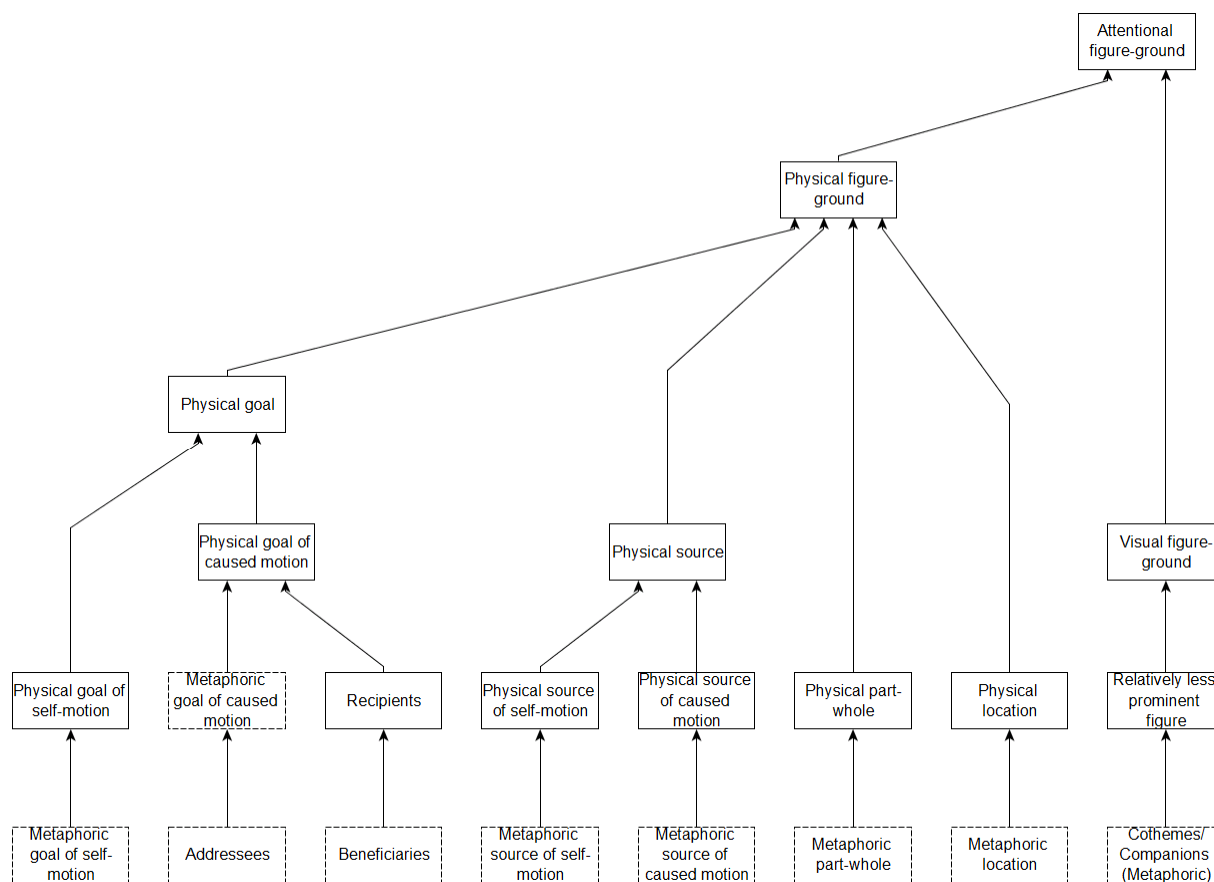 Attentional
figure-ground
Physical figure-
ground
Physical goal
Physical goal of
caused motion
Physical source
Visual figure-
ground
Physical goal of
self-motion
Metaphoric
goal of caused
motion
Recipients
Physical source
of self-motion
Physical source
of caused
motion
Physical part-
whole
Physical
location
Relatively less
prominent
figure
Metaphoric
goal of self-
motion
Addressees
Beneficiaries
Metaphoric
source of self-
motion
Metaphoric
source of
caused motion
Metaphoric
part-whole
Metaphoric
location
Cothemes/
Companions
(Metaphoric)